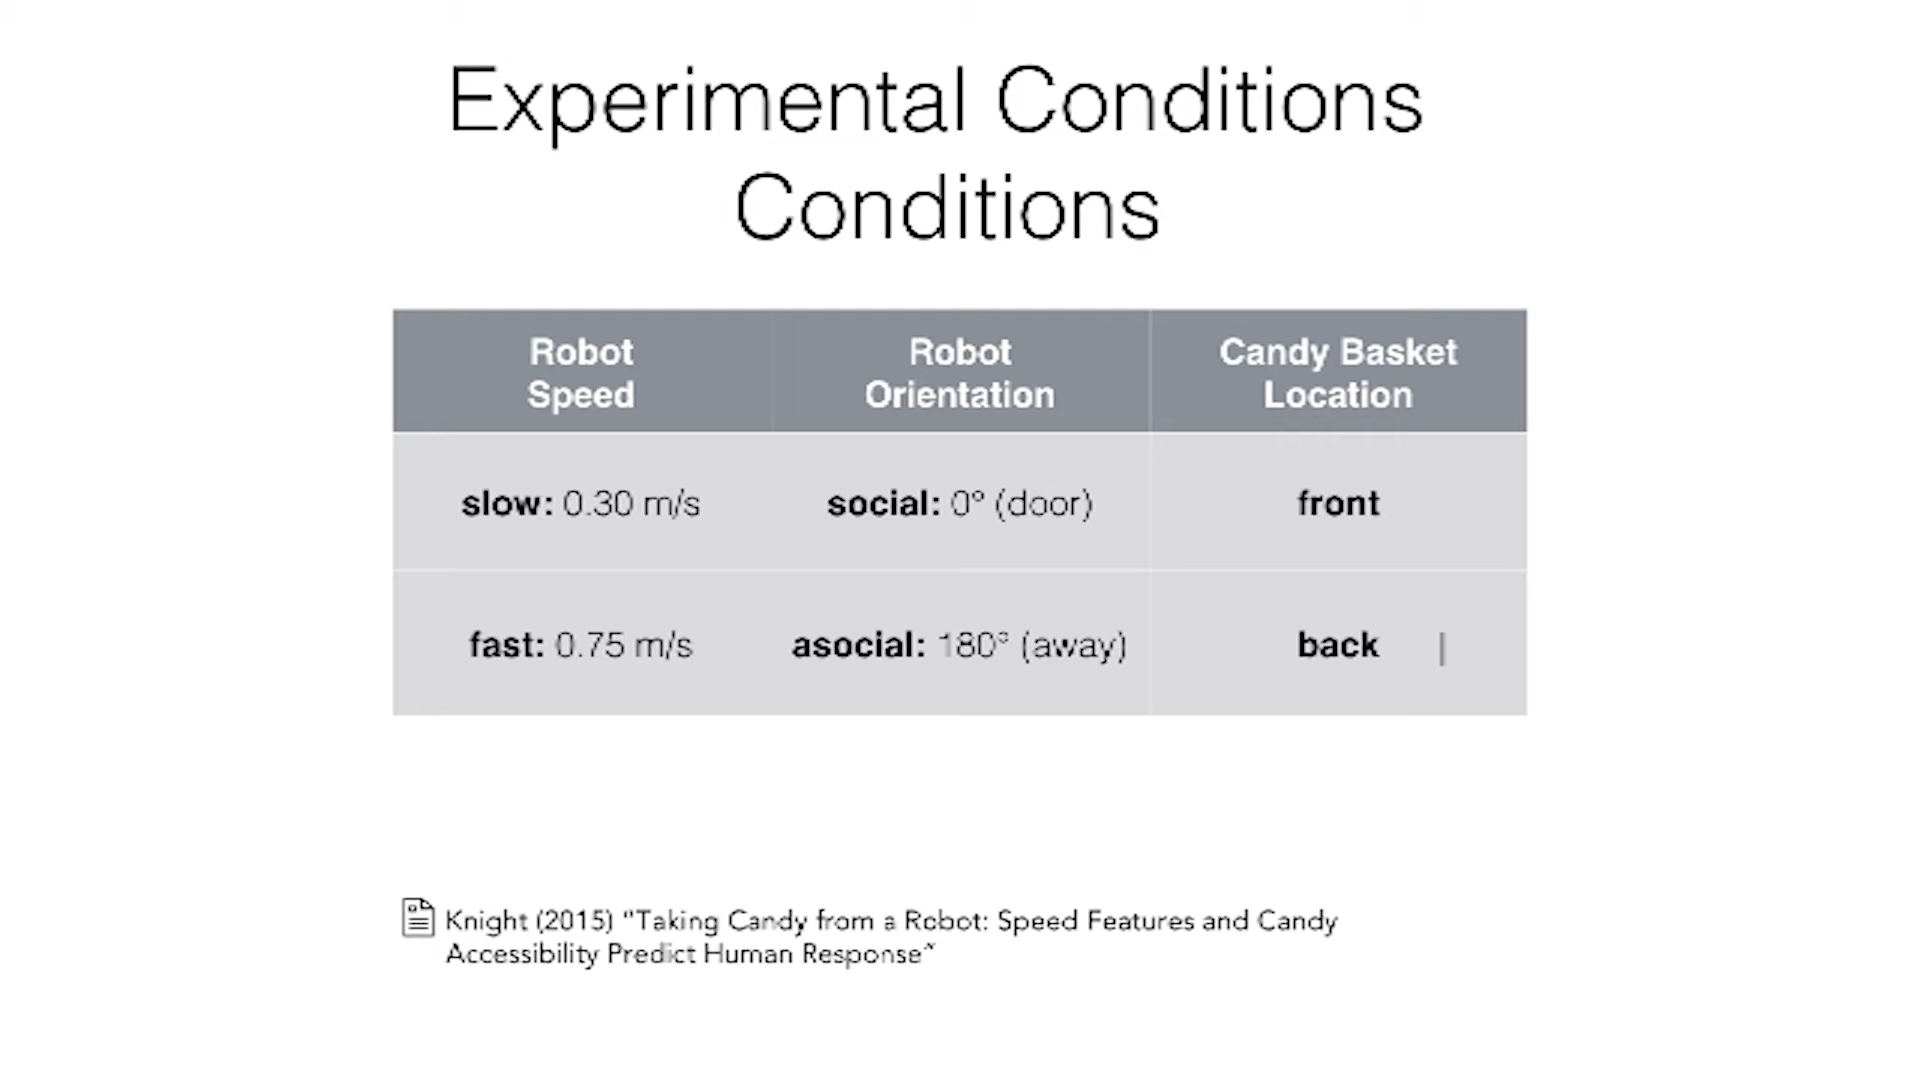 Experimental Conditions
Conditions
Robot Speed
Robot Orientation
Candy Basket Location
slow: 0.30 m/s
social: 0° (door)
front
fast: 0.75 m/s
asocial: 180° (away)
back
Knight (2015) “Taking Candy from a Robot: Speed Features and Candy
Accessibility Predict Human Response”